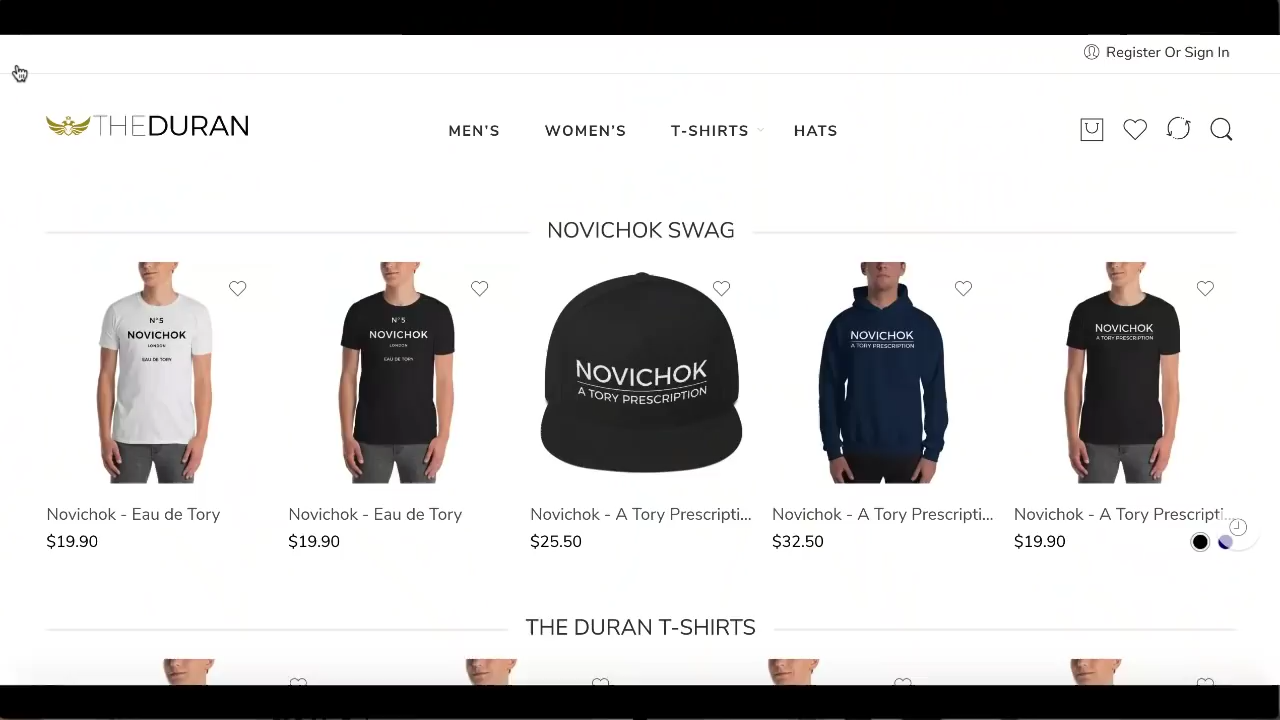 Register Or Sign In
THEDURAN
MEN'S
WOMEN'S
T-SHIRTS
HATS
NOVICHOK SWAG
N°5
NOVICHOK
LONDON
EAU DE TORY
N°5
NOVICHOK
LONDON
EAU DE TORY
NOVICHOK
A TORY PRESCRIPTION
NOVICHOK
A TORY PRESCRIPTION
NOVICHOK
A TORY PRESCRIPTION
Novichok - Eau de Tory
$19.90
Novichok - Eau de Tory
$19.90
Novichok - A Tory Prescripti...
$25.50
Novichok - A Tory Prescripti...
$32.50
Novichok - A Tory Prescripti...
$19.90
THE DURAN T-SHIRTS